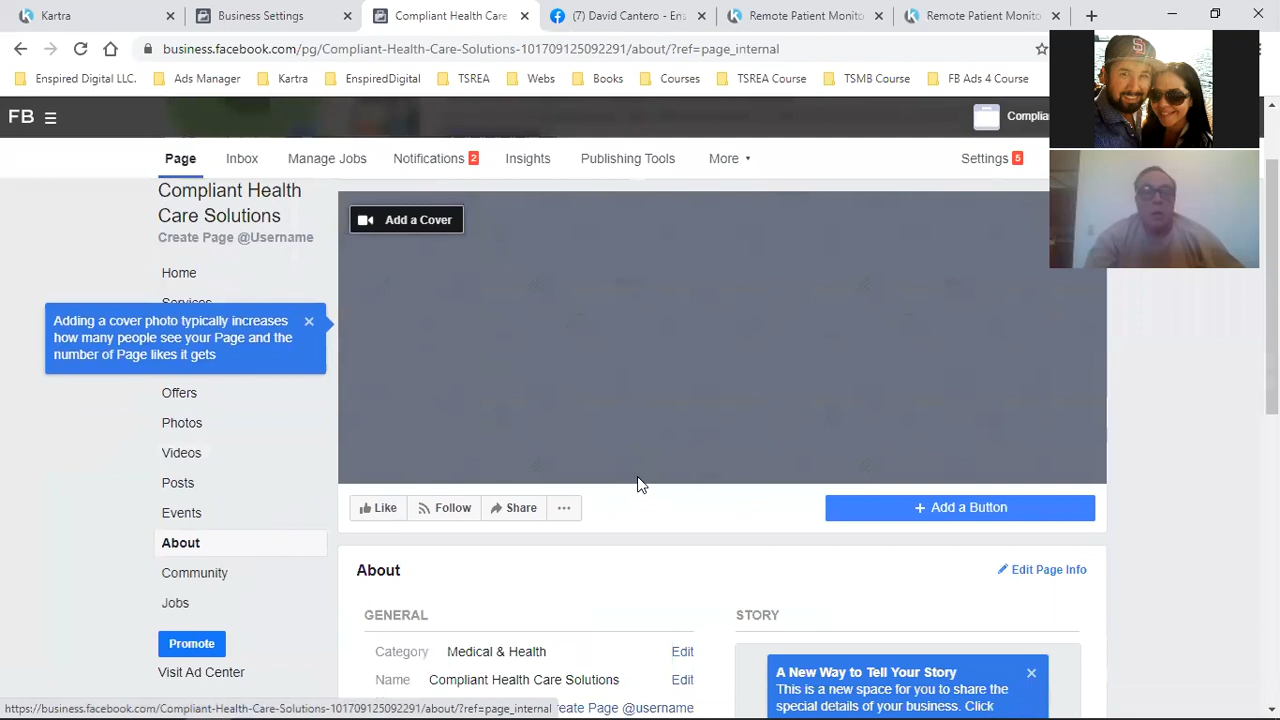 Kartra
Business Settings
Compliant Health Care
(7) David Cantero - Ens
Remote Patient Monito
Remote Patient Monito
business.facebook.com/pg/Compliant-Health-Care-Solutions-101709125092291/about/?ref=page_internal
Enspired Digital LLC.
Ads Manager
Kartra
EnspiredDigital
TSREA
Webs
Books
Courses
TSREA Course
TSMB Course
FB Ads 4 Course
FB
Complian
Page
Inbox
Manage Jobs
Notifications 2
Insights
Publishing Tools
More
Settings 5
Compliant Health
Care Solutions
Create Page @Username
Home
Services
Adding a cover photo typically increases
how many people see your Page and the
number of Page likes it gets
Offers
Photos
Videos
Posts
Events
About
Community
Jobs
Promote
Visit Ad Center
Add a Cover
Like
Follow
Share
+ Add a Button
About
Edit Page Info
GENERAL
Category Medical & Health Edit
Name Compliant Health Care Solutions Edit
Create Page @username
STORY
A New Way to Tell Your Story
This is a new space for you to share the
special details of your business. Click
https://business.facebook.com/Compliant-Health-Care-Solutions-101709125092291/about/?ref=page_internal